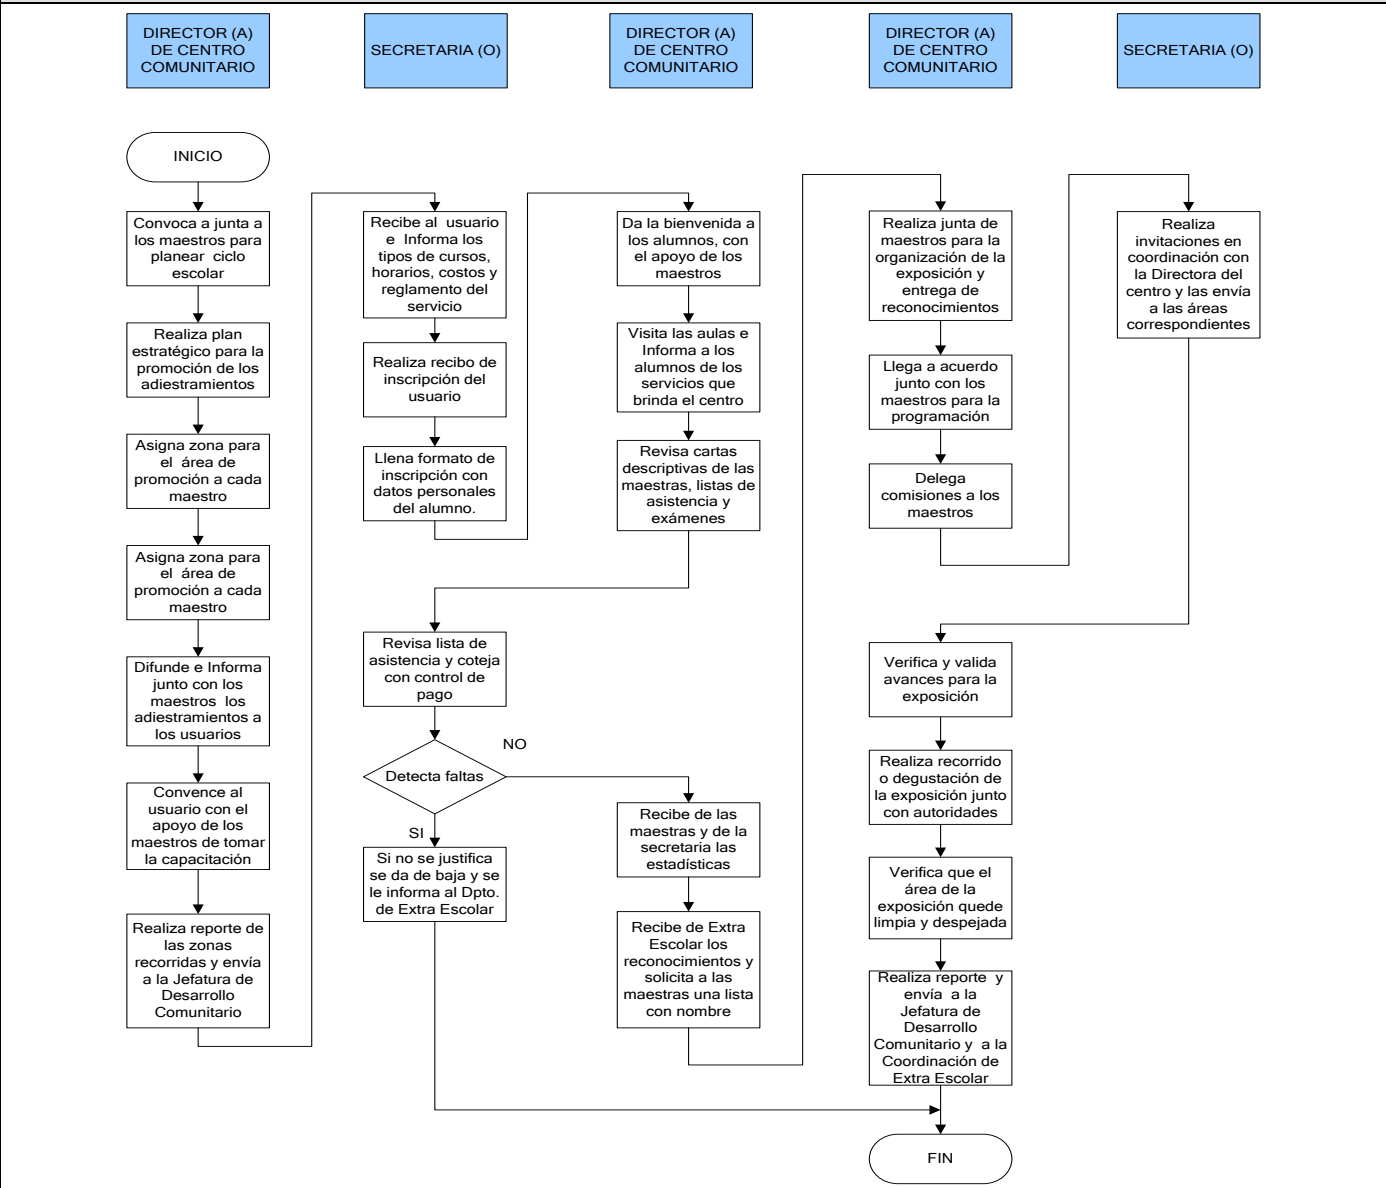 DIRECTOR (A)
DE CENTRO
COMUNITARIO
SECRETARIA (O)
DIRECTOR (A)
DE CENTRO
COMUNITARIO
DIRECTOR (A)
DE CENTRO
COMUNITARIO
SECRETARIA (O)
INICIO
Convoca a junta a
los maestros para
planear ciclo
escolar
Realiza plan
estratégico para la
promoción de los
adiestramientos
Asigna zona para
el área de
promoción a cada
maestro
Asigna zona para
el área de
promoción a cada
maestro
Difunde e Informa
junto con los
maestros los
adiestramientos a
los usuarios
Convence al
usuario con el
apoyo de los
maestros de tomar
la capacitación
Realiza reporte de
las zonas
recorridas y envía
a la Jefatura de
Desarrollo
Comunitario
Recibe al usuario
e Informa los
tipos de cursos,
horarios, costos y
reglamento del
servicio
Realiza recibo de
inscripción del
usuario
Llena formato de
inscripción con
datos personales
del alumno.
Da la bienvenida a
los alumnos, con
el apoyo de los
maestros
Visita las aulas e
Informa a los
alumnos de los
servicios que
brinda el centro
Revisa cartas
descriptivas de las
maestras, listas de
asistencia y
exámenes
Revisa lista de
asistencia y coteja
con control de
pago
Detecta faltas
NO
SI
Si no se justifica
se da de baja y se
le informa al Dpto.
de Extra Escolar
Recibe de las
maestras y de la
secretaria las
estadísticas
Recibe de Extra
Escolar los
reconocimientos y
solicita a las
maestras una lista
con nombre
Realiza junta de
maestros para la
organización de la
exposición y
entrega de
reconocimientos
Llega a acuerdo
junto con los
maestros para la
programación
Delega
comisiones a los
maestros
Realiza
invitaciones en
coordinación con
la Directora del
centro y las envía
a las áreas
correspondientes
Verifica y valida
avances para la
exposición
Realiza recorrido
o degustación de
la exposición junto
con autoridades
Verifica que el
área de la
exposición quede
limpia y despejada
Realiza reporte y
envía a la
Jefatura de
Desarrollo
Comunitario y a la
Coordinación de
Extra Escolar
FIN